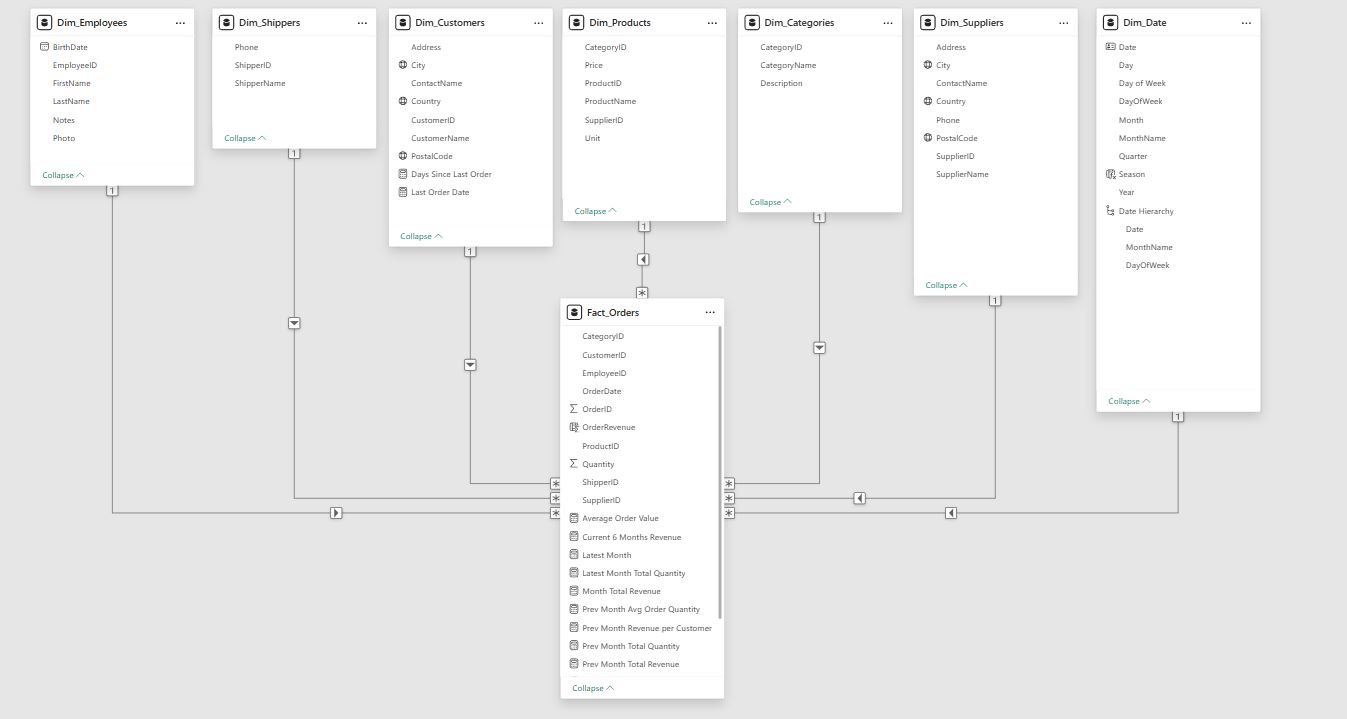 Dim_Employees
BirthDate
EmployeeID
FirstName
LastName
Notes
Photo
Collapse
1
Dim_Shippers
Phone
ShipperID
ShipperName
Collapse
1
Dim_Customers
Address
City
ContactName
Country
CustomerID
CustomerName
PostalCode
Days Since Last Order
Last Order Date
Collapse
1
Dim_Products
CategoryID
Price
ProductID
ProductName
SupplierID
Unit
Collapse
1
*
Dim_Categories
CategoryID
CategoryName
Description
Collapse
1
Dim_Suppliers
Address
City
ContactName
Country
Phone
PostalCode
SupplierID
SupplierName
Collapse
1
Dim_Date
Date
Day
Day of Week
DayOfWeek
Month
MonthName
Quarter
Season
Year
Date Hierarchy
Date
MonthName
DayOfWeek
Collapse
1
Fact_Orders
CategoryID
CustomerID
EmployeeID
OrderDate
OrderID
OrderRevenue
ProductID
Quantity
ShipperID
SupplierID
Average Order Value
Current 6 Months Revenue
Latest Month
Latest Month Total Quantity
Month Total Revenue
Prev Month Avg Order Quantity
Prev Month Revenue per Customer
Prev Month Total Quantity
Prev Month Total Revenue
Collapse
*
*
*
*
*
*